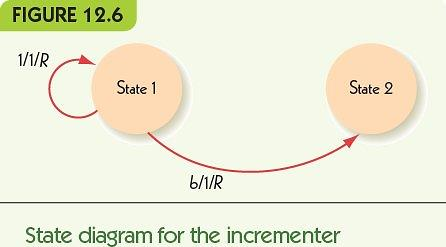 FIGURE 12.6
1/1/R
State 1
State 2
b/1/R
State diagram for the incrementer